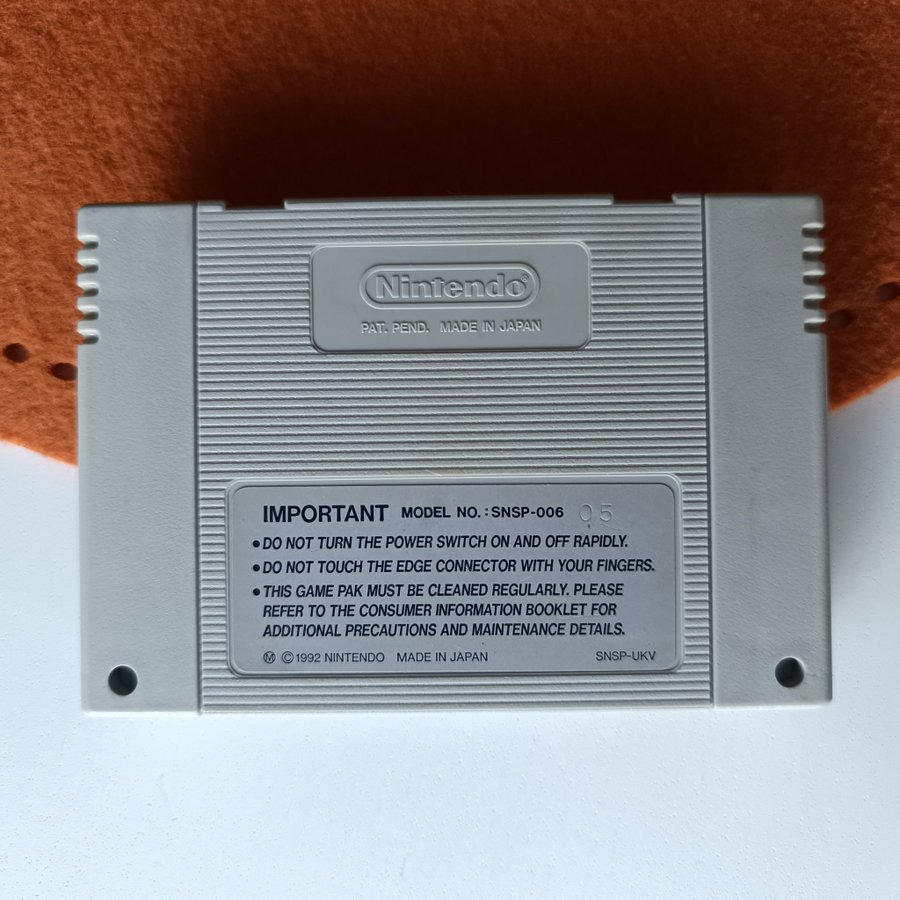 Nintendo®
PAT. PEND. MADE IN JAPAN
IMPORTANT MODEL NO.: SNSP-006 05
•DO NOT TURN THE POWER SWITCH ON AND OFF RAPIDLY.
•DO NOT TOUCH THE EDGE CONNECTOR WITH YOUR FINGERS.
•THIS GAME PAK MUST BE CLEANED REGULARLY. PLEASE
REFER TO THE CONSUMER INFORMATION BOOKLET FOR
ADDITIONAL PRECAUTIONS AND MAINTENANCE DETAILS.
Ⓜ ©1992 NINTENDO MADE IN JAPAN SNSP-UKV